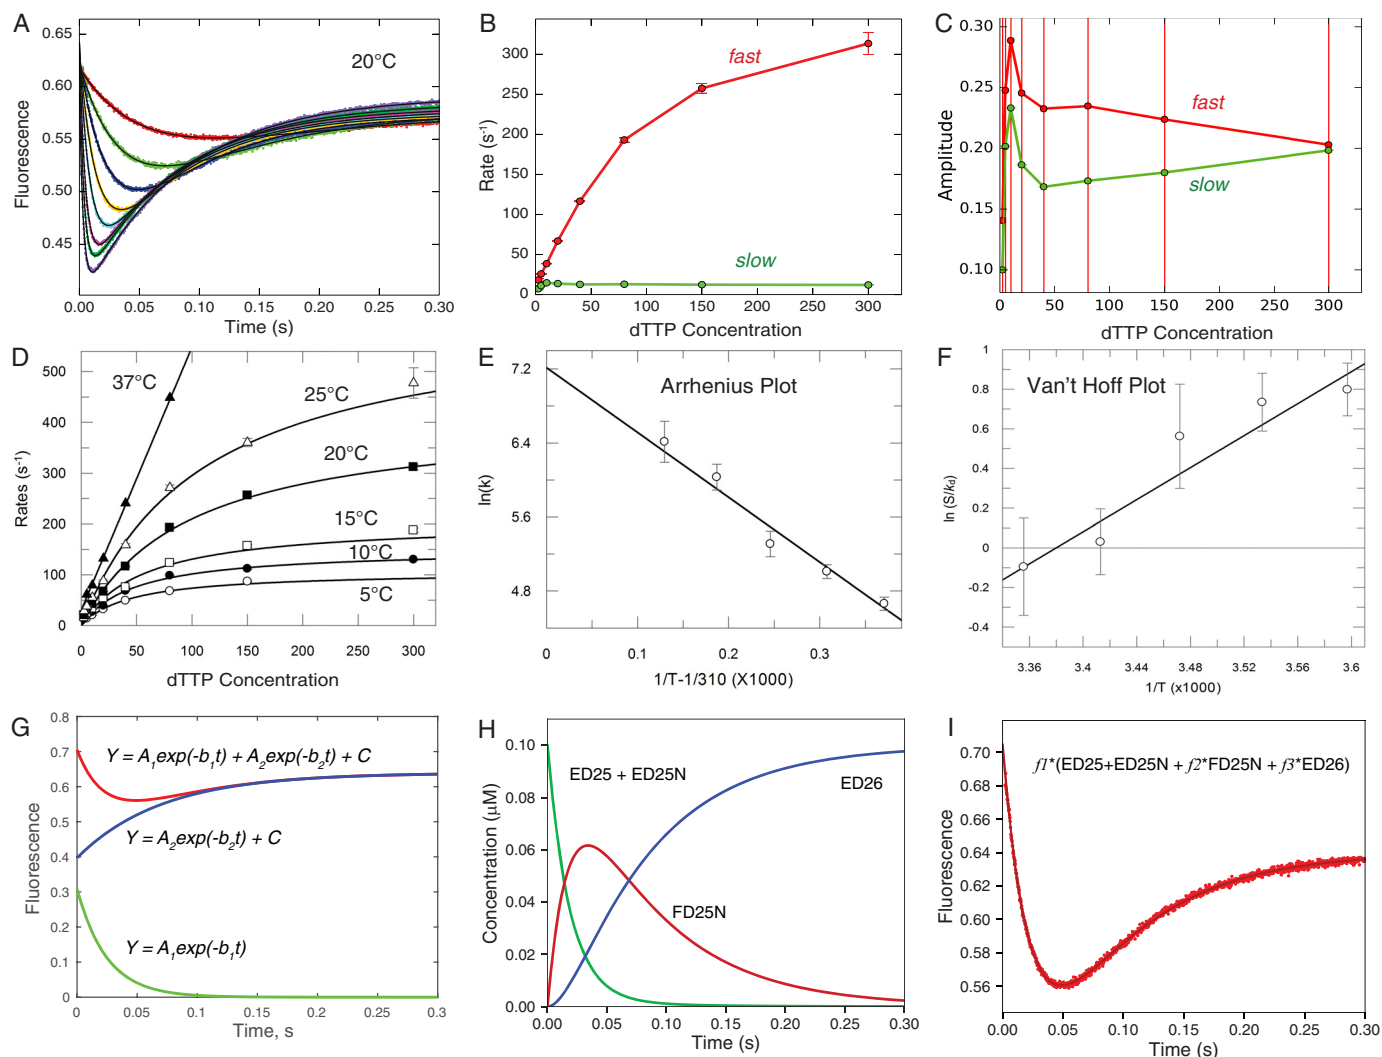 A
0.65
0.60
0.55
0.50
0.45
Fluorescence
20°C
0.00 0.05 0.10 0.15 0.20 0.25 0.30
Time (s)
B
300
250
200
150
100
50
0
Rate (s⁻¹)
fast
slow
0 50 100 150 200 250 300
dTTP Concentration
C
0.30
0.25
0.20
0.15
0.10
Amplitude
fast
slow
0 50 100 150 200 250 300
dTTP Concentration
D
500
400
300
200
100
0
Rates (s⁻¹)
37°C
25°C
20°C
15°C
10°C
5°C
0 50 100 150 200 250 300
dTTP Concentration
E
7.2
6.4
5.6
4.8
ln(k)
Arrhenius Plot
0 0.1 0.2 0.3
1/T-1/310 (X1000)
F
1
0.8
0.6
0.4
0.2
0
-0.2
-0.4
ln (S/kd)
Van't Hoff Plot
3.36 3.4 3.44 3.48 3.52 3.56 3.6
1/T (x1000)
G
0.8
0.7
0.6
0.5
0.4
0.3
0.2
0.1
0
Fluorescence
Y = A₁exp(-b₁t) + A₂exp(-b₂t) + C
Y = A₂exp(-b₂t) + C
Y = A₁exp(-b₁t)
0 0.05 0.1 0.15 0.2 0.25 0.3
Time, s
H
0.10
0.08
0.06
0.04
0.02
0.00
Concentration (μM)
ED25 + ED25N
ED26
FD25N
0.00 0.05 0.10 0.15 0.20 0.25 0.30
Time (s)
I
0.70
0.68
0.66
0.64
0.62
0.60
0.58
0.56
Fluorescence
f1*(ED25+ED25N + f2*FD25N + f3*ED26)
0.00 0.05 0.10 0.15 0.20 0.25 0.30
Time (s)